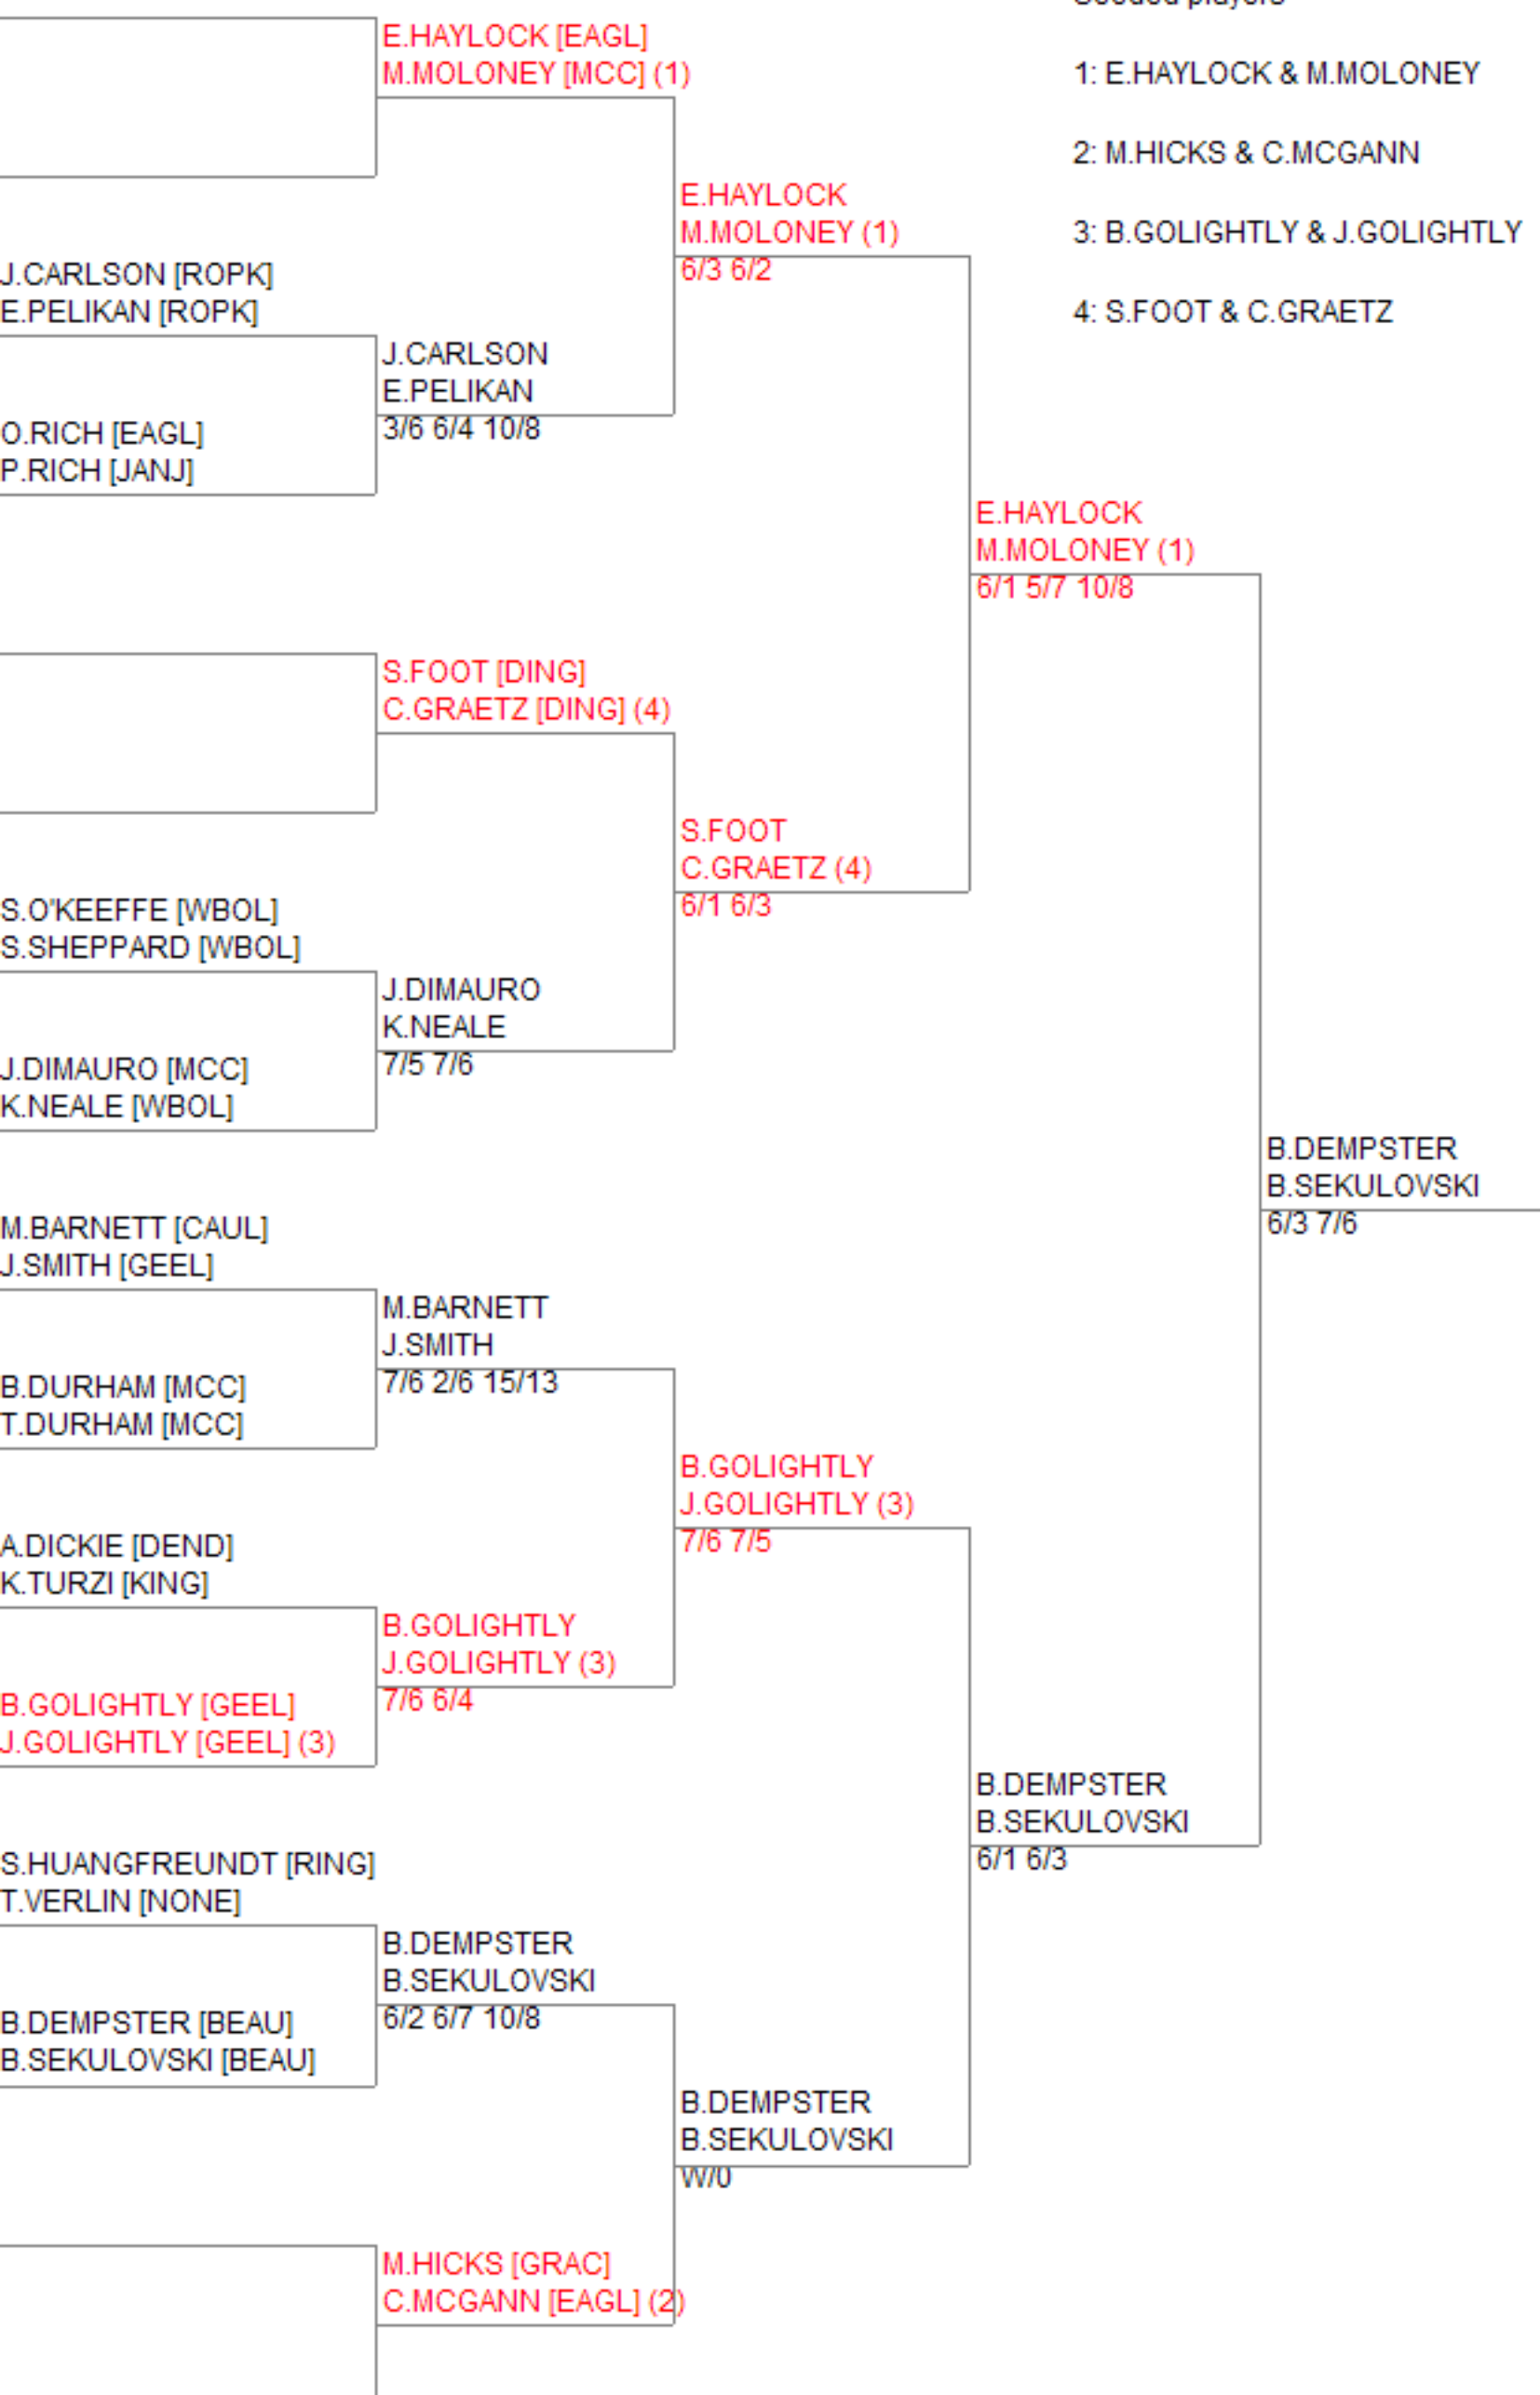 Seeded players
E.HAYLOCK [EAGL]
M.MOLONEY [MCC] (1)
1: E.HAYLOCK & M.MOLONEY
2: M.HICKS & C.MCGANN
E.HAYLOCK
M.MOLONEY (1)
6/3 6/2
3: B.GOLIGHTLY & J.GOLIGHTLY
J.CARLSON [ROPK]
E.PELIKAN [ROPK]
4: S.FOOT & C.GRAETZ
J.CARLSON
E.PELIKAN
3/6 6/4 10/8
O.RICH [EAGL]
P.RICH [JANJ]
E.HAYLOCK
M.MOLONEY (1)
6/1 5/7 10/8
S.FOOT [DING]
C.GRAETZ [DING] (4)
S.FOOT
C.GRAETZ (4)
6/1 6/3
S.O'KEEFFE [WBOL]
S.SHEPPARD [WBOL]
J.DIMAURO
K.NEALE
7/5 7/6
J.DIMAURO [MCC]
K.NEALE [WBOL]
B.DEMPSTER
B.SEKULOVSKI
6/3 7/6
M.BARNETT [CAUL]
J.SMITH [GEEL]
M.BARNETT
J.SMITH
7/6 2/6 15/13
B.DURHAM [MCC]
T.DURHAM [MCC]
B.GOLIGHTLY
J.GOLIGHTLY (3)
7/6 7/5
A.DICKIE [DEND]
K.TURZI [KING]
B.GOLIGHTLY
J.GOLIGHTLY (3)
7/6 6/4
B.GOLIGHTLY [GEEL]
J.GOLIGHTLY [GEEL] (3)
B.DEMPSTER
B.SEKULOVSKI
6/1 6/3
S.HUANGFREUNDT [RING]
T.VERLIN [NONE]
B.DEMPSTER
B.SEKULOVSKI
6/2 6/7 10/8
B.DEMPSTER [BEAU]
B.SEKULOVSKI [BEAU]
B.DEMPSTER
B.SEKULOVSKI
W/0
M.HICKS [GRAC]
C.MCGANN [EAGL] (2)